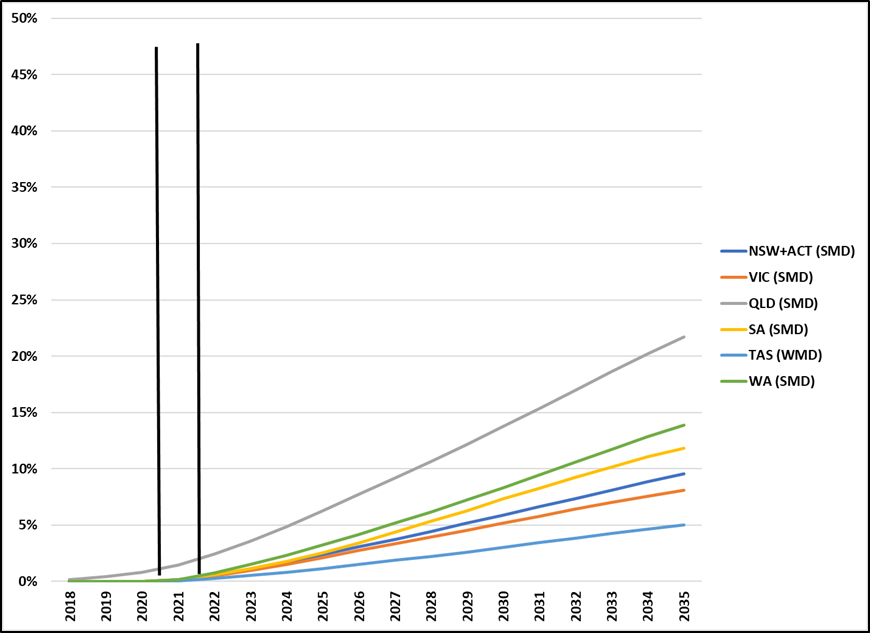 50%
45%
40%
35%
30%
25%
20%
15%
10%
5%
0%
2018 2019 2020 2021 2022 2023 2024 2025 2026 2027 2028 2029 2030 2031 2032 2033 2034 2035
NSW+ACT (SMD)
VIC (SMD)
QLD (SMD)
SA (SMD)
TAS (WMD)
WA (SMD)